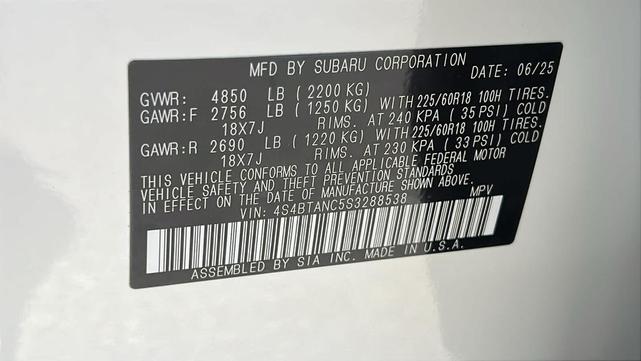 MFD BY SUBARU CORPORATION
DATE: 06/25
GVWR: 4850 LB (2200 KG)
GAWR:F 2756 LB (1250 KG) WITH 225/60R18 100H TIRES.
18X7J RIMS. AT 240 KPA (35 PSI) COLD
GAWR:R 2690 LB (1220 KG) WITH 225/60R18 100H TIRES.
18X7J RIMS. AT 230 KPA (33 PSI) COLD
THIS VEHICLE CONFORMS TO ALL APPLICABLE FEDERAL MOTOR
VEHICLE SAFETY AND THEFT PREVENTION STANDARDS
IN EFFECT ON THE DATE OF MANUFACTURE SHOWN ABOVE.
VIN: 4S4BTANC5S3288538 MPV
ASSEMBLED BY SIA INC. MADE IN U.S.A.